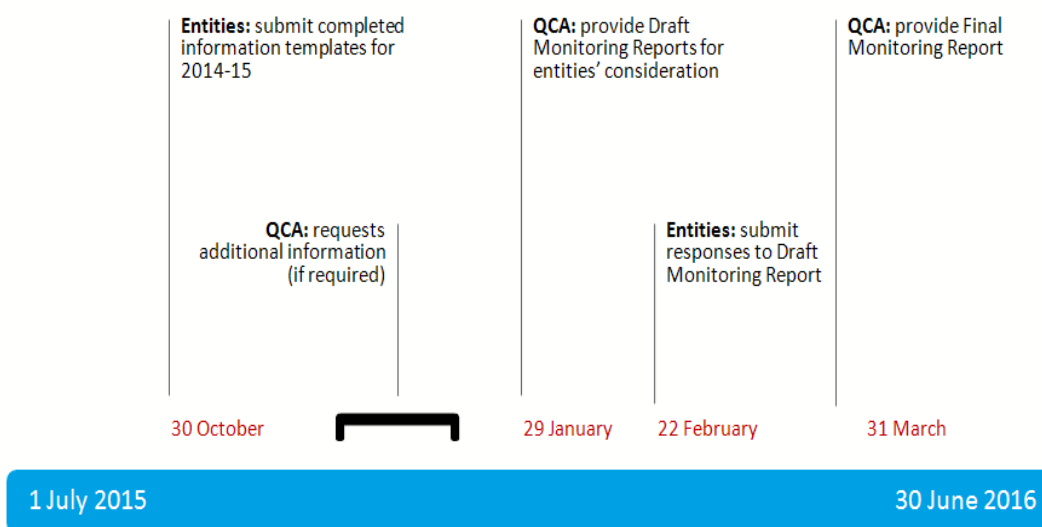 Entities: submit completed
information templates for
2014-15
QCA: provide Draft
Monitoring Reports for
entities’ consideration
QCA: provide Final
Monitoring Report
QCA: requests
additional information
(if required)
Entities: submit
responses to Draft
Monitoring Report
30 October
29 January
22 February
31 March
1 July 2015
30 June 2016